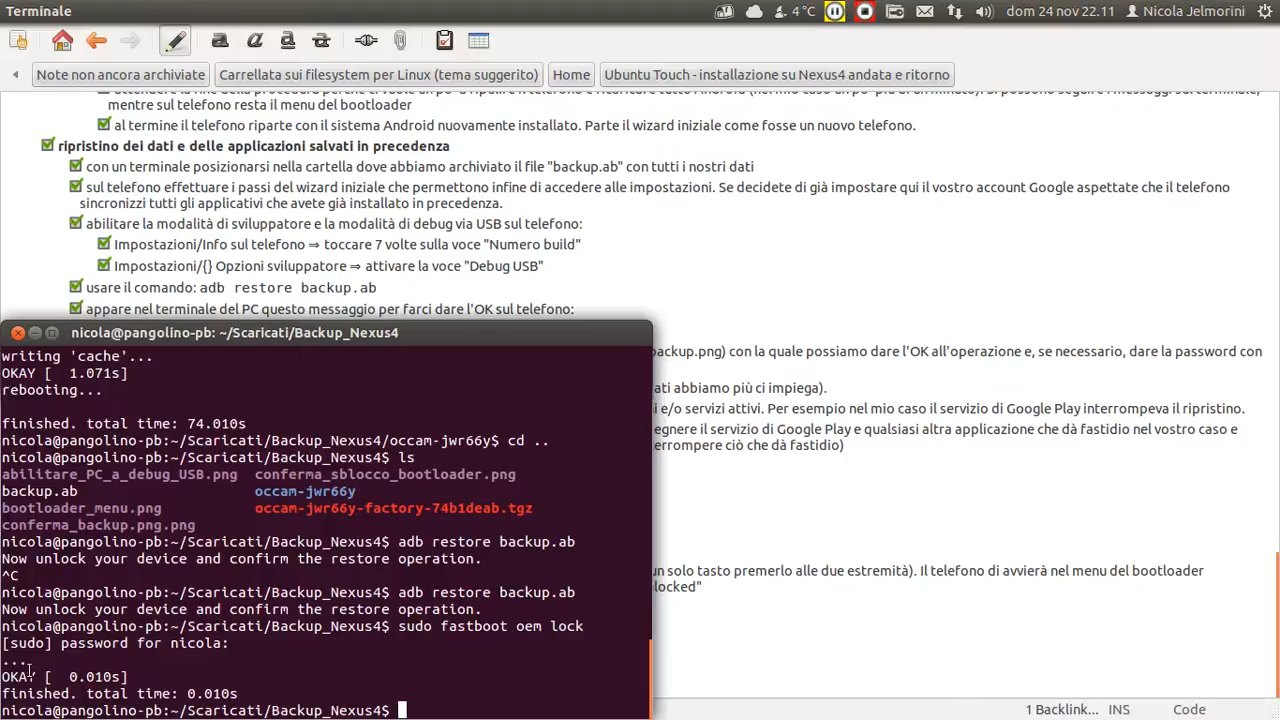 Terminale
4 °C
dom 24 nov 22.11
Nicola Jelmorini
Note non ancora archiviate
Carrellata sui filesystem per Linux (tema suggerito)
Home
Ubuntu Touch - installazione su Nexus4 andata e ritorno
mentre sul telefono resta il menu del bootloader
al termine il telefono riparte con il sistema Android nuovamente installato. Parte il wizard iniziale come fosse un nuovo telefono.
ripristino dei dati e delle applicazioni salvati in precedenza
con un terminale posizionarsi nella cartella dove abbiamo archiviato il file "backup.ab" con tutti i nostri dati
sul telefono effettuare i passi del wizard iniziale che permettono infine di accedere alle impostazioni. Se decidete di già impostare qui il vostro account Google aspettate che il telefono
sincronizzi tutti gli applicativi che avete già installato in precedenza.
abilitare la modalità di sviluppatore e la modalità di debug via USB sul telefono:
Impostazioni/Info sul telefono ⇒ toccare 7 volte sulla voce "Numero build"
Impostazioni/{} Opzioni sviluppatore ⇒ attivare la voce "Debug USB"
usare il comando: adb restore backup.ab
appare nel terminale del PC questo messaggio per farci dare l'OK sul telefono:
backup.png) con la quale possiamo dare l'OK all'operazione e, se necessario, dare la password con
ati abbiamo più ci impiega).
i e/o servizi attivi. Per esempio nel mio caso il servizio di Google Play interrompeva il ripristino.
egnere il servizio di Google Play e qualsiasi altra applicazione che dà fastidio nel vostro caso e
terrompere ciò che dà fastidio)
un solo tasto premerlo alle due estremità). Il telefono di avvierà nel menu del bootloader
locked"
nicola@pangolino-pb: ~/Scaricati/Backup_Nexus4
writing 'cache'...
OKAY [  1.071s]
rebooting...
finished. total time: 74.010s
nicola@pangolino-pb:~/Scaricati/Backup_Nexus4/occam-jwr66y$ cd ..
nicola@pangolino-pb:~/Scaricati/Backup_Nexus4$ ls
abilitare_PC_a_debug_USB.png  conferma_sblocco_bootloader.png
backup.ab  occam-jwr66y
bootloader_menu.png  occam-jwr66y-factory-74b1deab.tgz
conferma_backup.png.png
nicola@pangolino-pb:~/Scaricati/Backup_Nexus4$ adb restore backup.ab
Now unlock your device and confirm the restore operation.
^C
nicola@pangolino-pb:~/Scaricati/Backup_Nexus4$ adb restore backup.ab
Now unlock your device and confirm the restore operation.
nicola@pangolino-pb:~/Scaricati/Backup_Nexus4$ sudo fastboot oem lock
[sudo] password for nicola:
...
OKAY [  0.010s]
finished. total time: 0.010s
nicola@pangolino-pb:~/Scaricati/Backup_Nexus4$
1 Backlink...
INS
Code